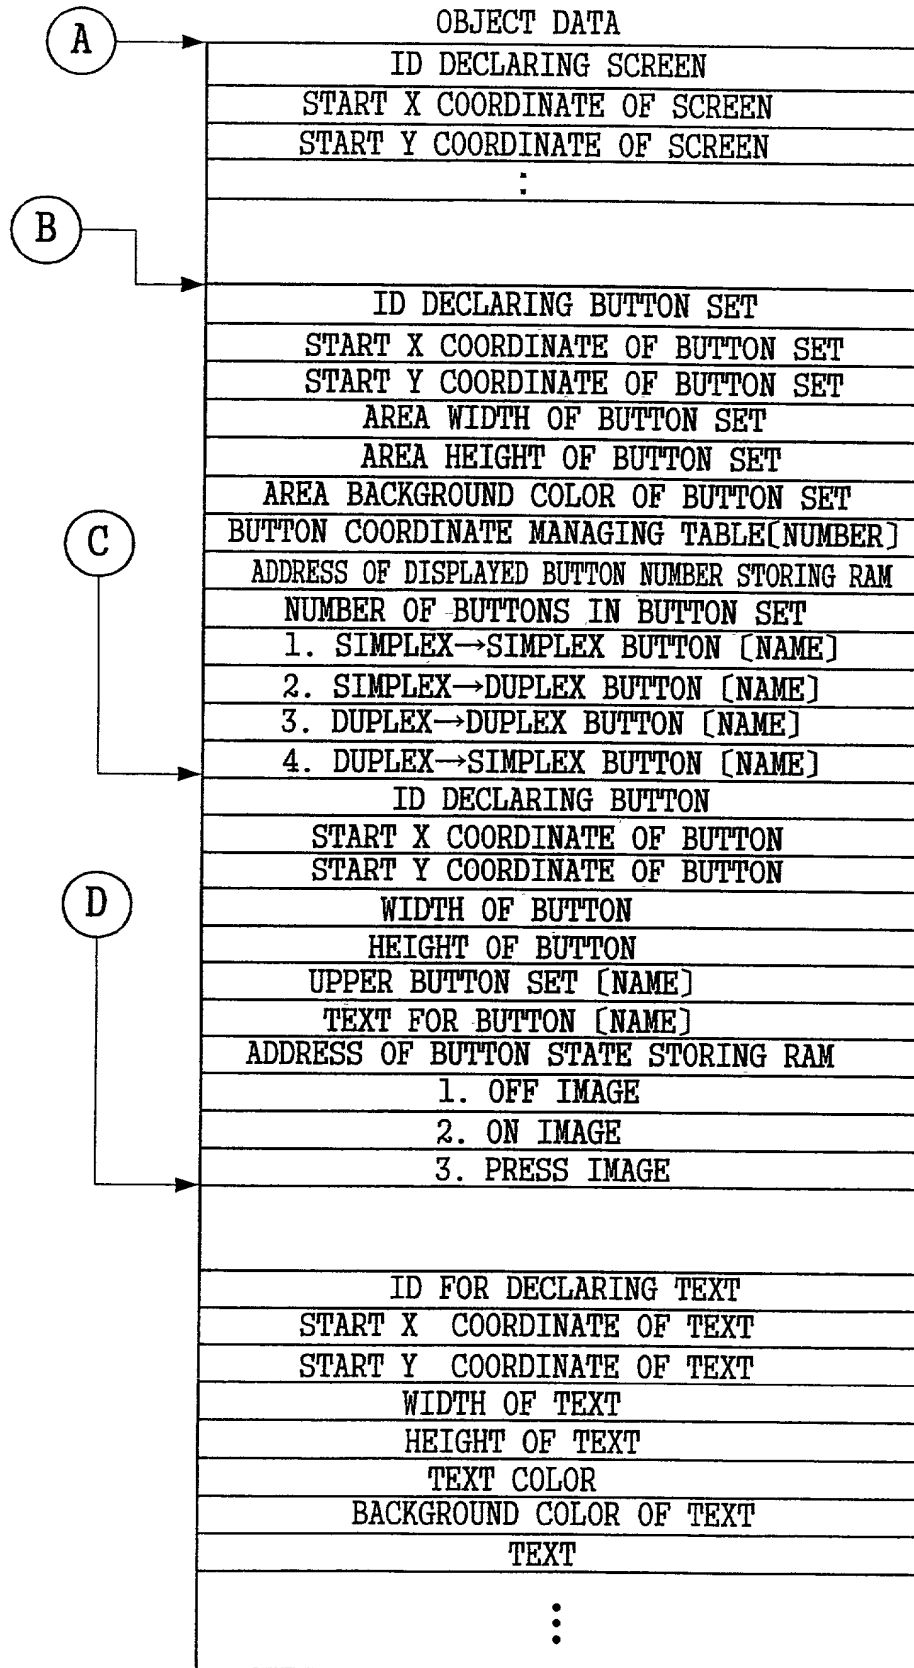 OBJECT DATA
A
ID DECLARING SCREEN
START X COORDINATE OF SCREEN
START Y COORDINATE OF SCREEN
:
B
ID DECLARING BUTTON SET
START X COORDINATE OF BUTTON SET
START Y COORDINATE OF BUTTON SET
AREA WIDTH OF BUTTON SET
AREA HEIGHT OF BUTTON SET
AREA BACKGROUND COLOR OF BUTTON SET
C
BUTTON COORDINATE MANAGING TABLE[NUMBER]
ADDRESS OF DISPLAYED BUTTON NUMBER STORING RAM
NUMBER OF BUTTONS IN BUTTON SET
1. SIMPLEX→SIMPLEX BUTTON [NAME]
2. SIMPLEX→DUPLEX BUTTON [NAME]
3. DUPLEX→DUPLEX BUTTON [NAME]
4. DUPLEX→SIMPLEX BUTTON [NAME]
ID DECLARING BUTTON
START X COORDINATE OF BUTTON
START Y COORDINATE OF BUTTON
D
WIDTH OF BUTTON
HEIGHT OF BUTTON
UPPER BUTTON SET [NAME]
TEXT FOR BUTTON [NAME]
ADDRESS OF BUTTON STATE STORING RAM
1. OFF IMAGE
2. ON IMAGE
3. PRESS IMAGE
ID FOR DECLARING TEXT
START X COORDINATE OF TEXT
START Y COORDINATE OF TEXT
WIDTH OF TEXT
HEIGHT OF TEXT
TEXT COLOR
BACKGROUND COLOR OF TEXT
TEXT
⋮